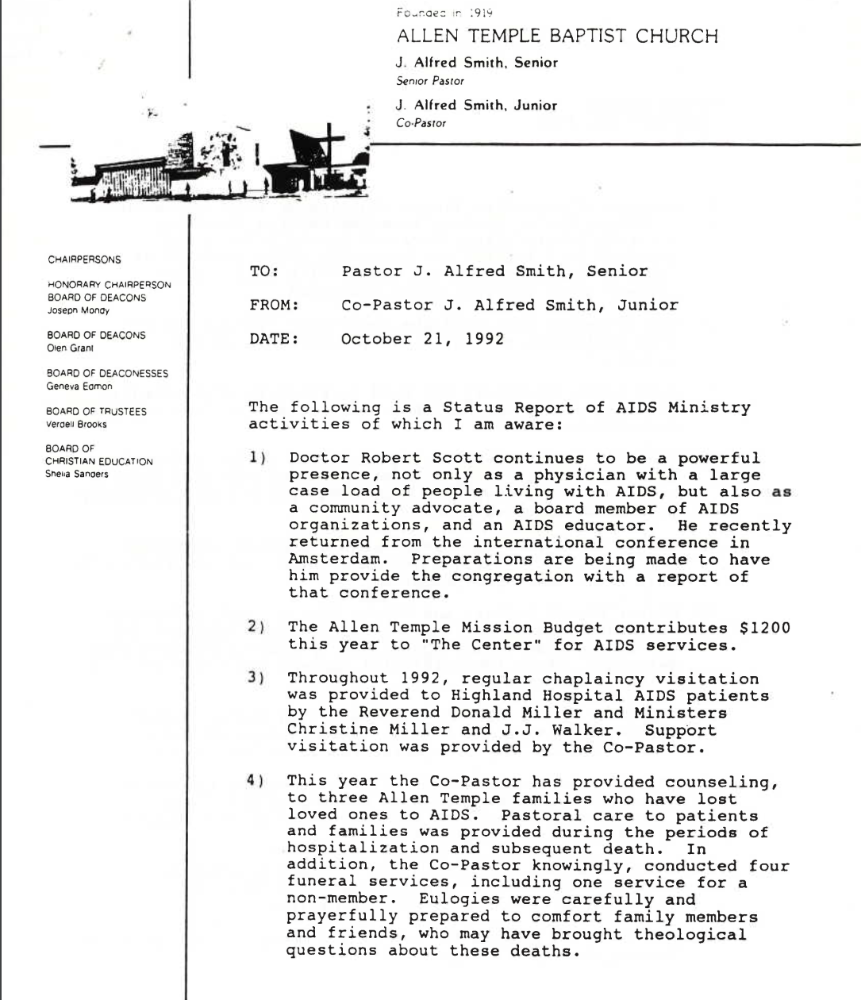 Founded in 1919
ALLEN TEMPLE BAPTIST CHURCH
J. Alfred Smith, Senior
Senior Pastor
J. Alfred Smith, Junior
Co-Pastor
CHAIRPERSONS
HONORARY CHAIRPERSON
BOARD OF DEACONS
Joseph Monay
BOARD OF DEACONS
Olen Grant
BOARD OF DEACONESSES
Geneva Eamon
BOARD OF TRUSTEES
Verdell Brooks
BOARD OF
CHRISTIAN EDUCATION
Shelia Sanders
TO: Pastor J. Alfred Smith, Senior
FROM: Co-Pastor J. Alfred Smith, Junior
DATE: October 21, 1992
The following is a Status Report of AIDS Ministry
activities of which I am aware:
1) Doctor Robert Scott continues to be a powerful
presence, not only as a physician with a large
case load of people living with AIDS, but also as
a community advocate, a board member of AIDS
organizations, and an AIDS educator. He recently
returned from the international conference in
Amsterdam. Preparations are being made to have
him provide the congregation with a report of
that conference.
2) The Allen Temple Mission Budget contributes $1200
this year to "The Center" for AIDS services.
3) Throughout 1992, regular chaplaincy visitation
was provided to Highland Hospital AIDS patients
by the Reverend Donald Miller and Ministers
Christine Miller and J.J. Walker. Support
visitation was provided by the Co-Pastor.
4) This year the Co-Pastor has provided counseling,
to three Allen Temple families who have lost
loved ones to AIDS. Pastoral care to patients
and families was provided during the periods of
hospitalization and subsequent death. In
addition, the Co-Pastor knowingly, conducted four
funeral services, including one service for a
non-member. Eulogies were carefully and
prayerfully prepared to comfort family members
and friends, who may have brought theological
questions about these deaths.